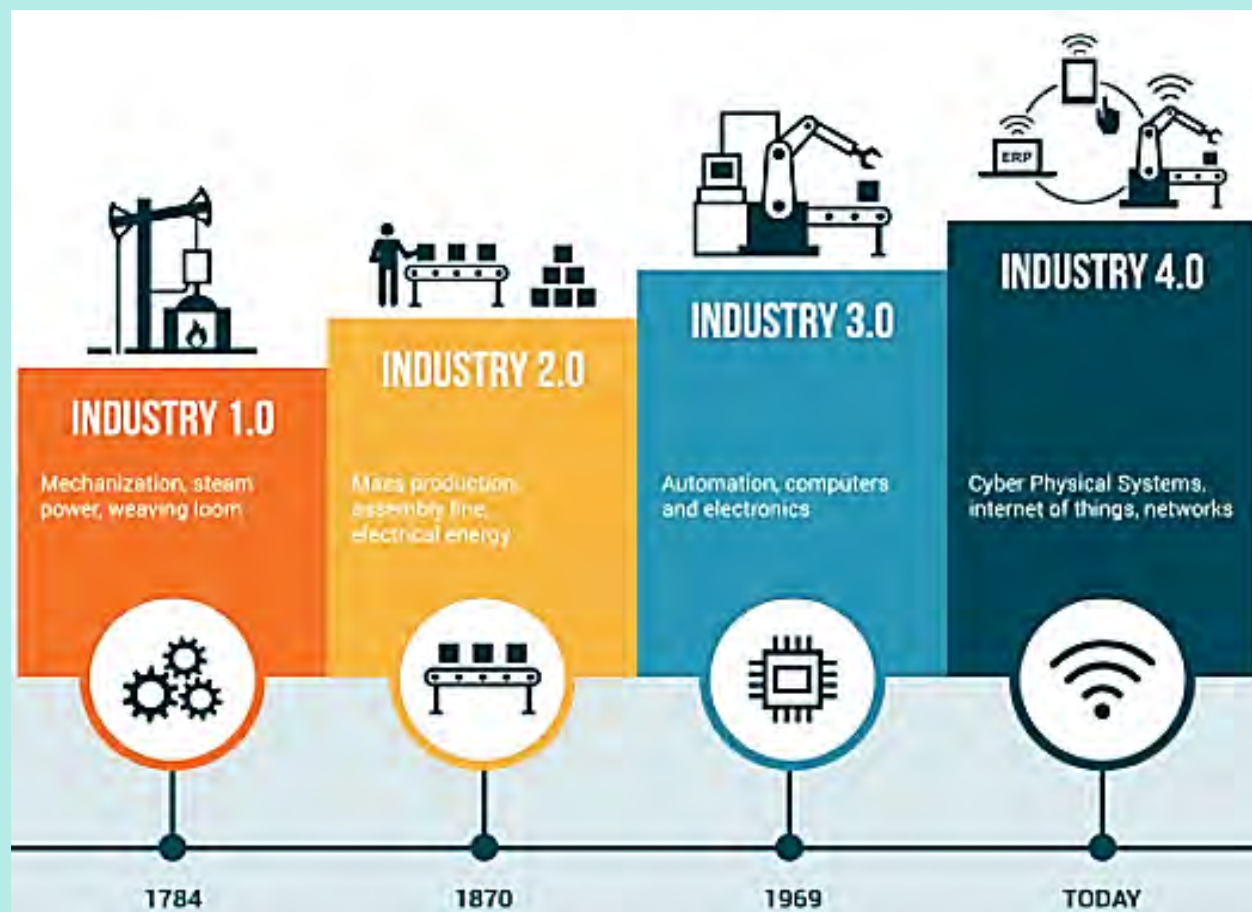 ERP
INDUSTRY 1.0
Mechanization, steam
power, weaving loom
1784
INDUSTRY 2.0
Mass production,
assembly line,
electrical energy
1870
INDUSTRY 3.0
Automation, computers
and electronics
1969
INDUSTRY 4.0
Cyber Physical Systems,
internet of things, networks
TODAY